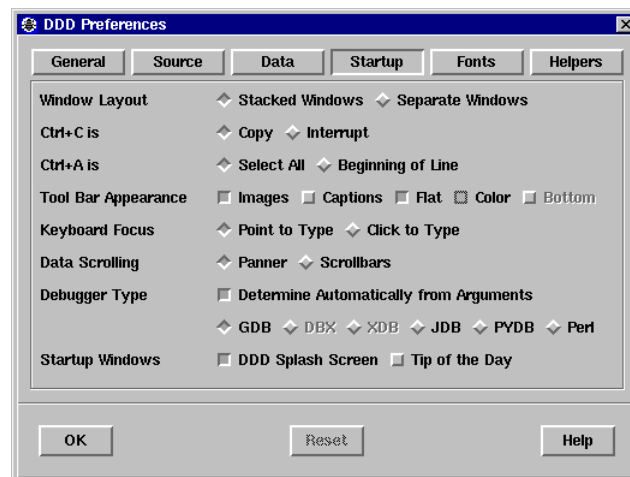 DDD Preferences
General Source Data Startup Fonts Helpers
Window Layout Stacked Windows Separate Windows
Ctrl+C is Copy Interrupt
Ctrl+A is Select All Beginning of Line
Tool Bar Appearance Images Captions Flat Color Bottom
Keyboard Focus Point to Type Click to Type
Data Scrolling Panner Scrollbars
Debugger Type Determine Automatically from Arguments
GDB DBX XDB JDB PYDB Perl
Startup Windows DDD Splash Screen Tip of the Day
OK Reset Help